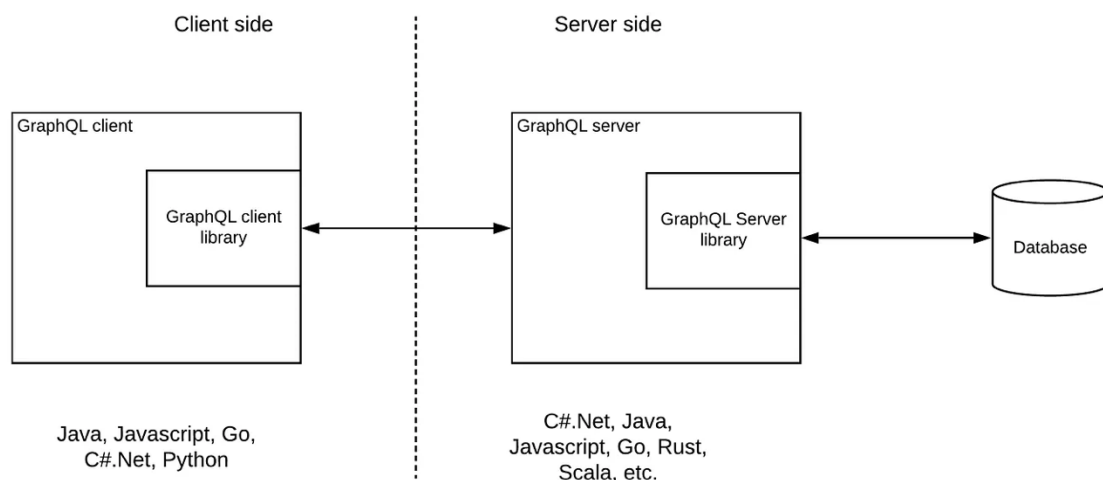 Client side
Server side
GraphQL client
GraphQL client
library
GraphQL server
GraphQL Server
library
Database
Java, Javascript, Go,
C#.Net, Python
C#.Net, Java,
Javascript, Go, Rust,
Scala, etc.